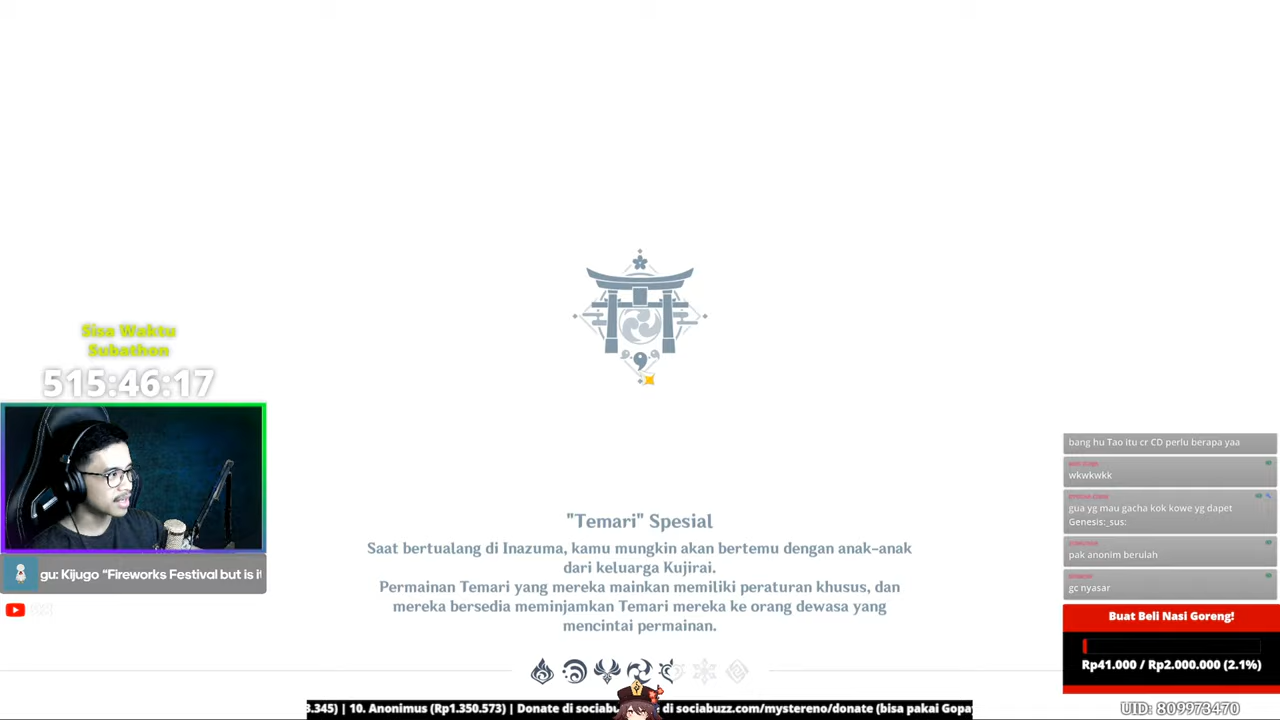 Sisa Waktu
Subathon
515:46:17
gu: Kijugo "Fireworks Festival but is it
"Temari" Spesial
Saat bertualang di Inazuma, kamu mungkin akan bertemu dengan anak-anak
dari keluarga Kujirai.
Permainan Temari yang mereka mainkan memiliki peraturan khusus, dan
mereka bersedia meminjamkan Temari mereka ke orang dewasa yang
mencintai permainan.
bang hu Tao itu cr CD perlu berapa yaa
wkwkwkk
gua yg mau gacha kok kowe yg dapet
Genesis:_sus:
pak anonim berulah
gc nyasar
Buat Beli Nasi Goreng!
Rp41.000 / Rp2.000.000 (2.1%)
3.345) | 10. Anonimus (Rp1.350.573) | Donate di sociabu di sociabuzz.com/mystereno/donate (bisa pakai Gopay
UID: 809973470